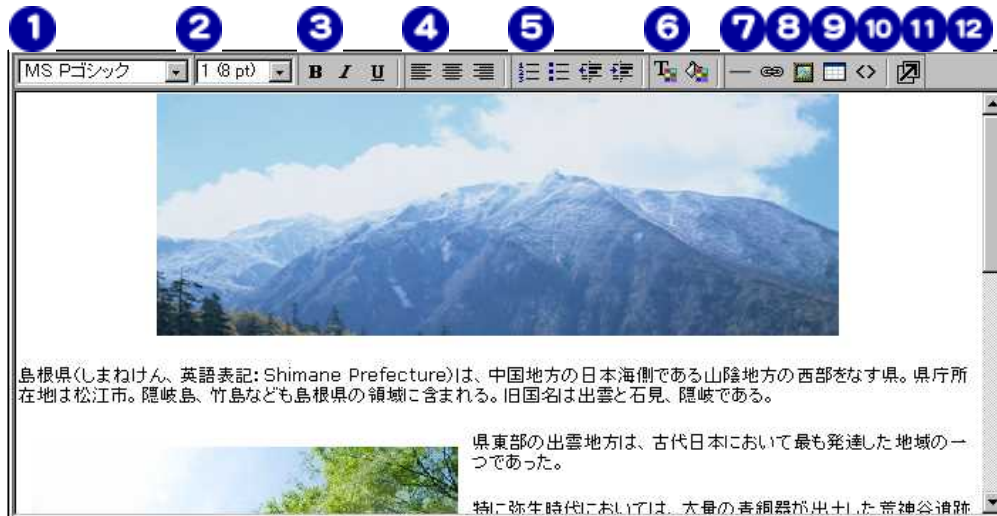 1 2 3 4 5 6 7 8 9 10 11 12
MS Pゴシック 1 (8 pt) B I U
島根県(しまねけん、英語表記: Shimane Prefecture)は、中国地方の日本海側である山陰地方の西部をなす県。県庁所
在地は松江市。隠岐島、竹島なども島根県の領域に含まれる。旧国名は出雲と石見、隠岐である。
県東部の出雲地方は、古代日本において最も発達した地域の一
つであった。
特に弥生時代においては、大量の青銅器が出土した荒神谷遺跡